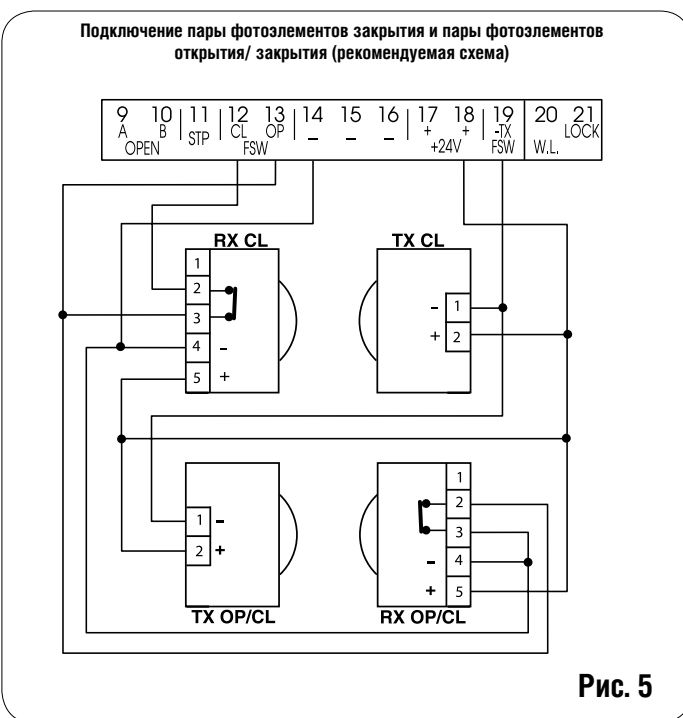 Подключение пары фотоэлементов закрытия и пары фотоэлементов
открытия/ закрытия (рекомендуемая схема)
9 10 11 12 13 14 15 16 17 18 19 20 21
A B STP CL OP – – – + + -TX LOCK
OPEN FSW +24V FSW W.L.
RX CL TX CL
1
2
3
4 –
5 +
– 1
+ 2
1 –
2 +
1
2
3
– 4
+ 5
TX OP/CL RX OP/CL
Рис. 5